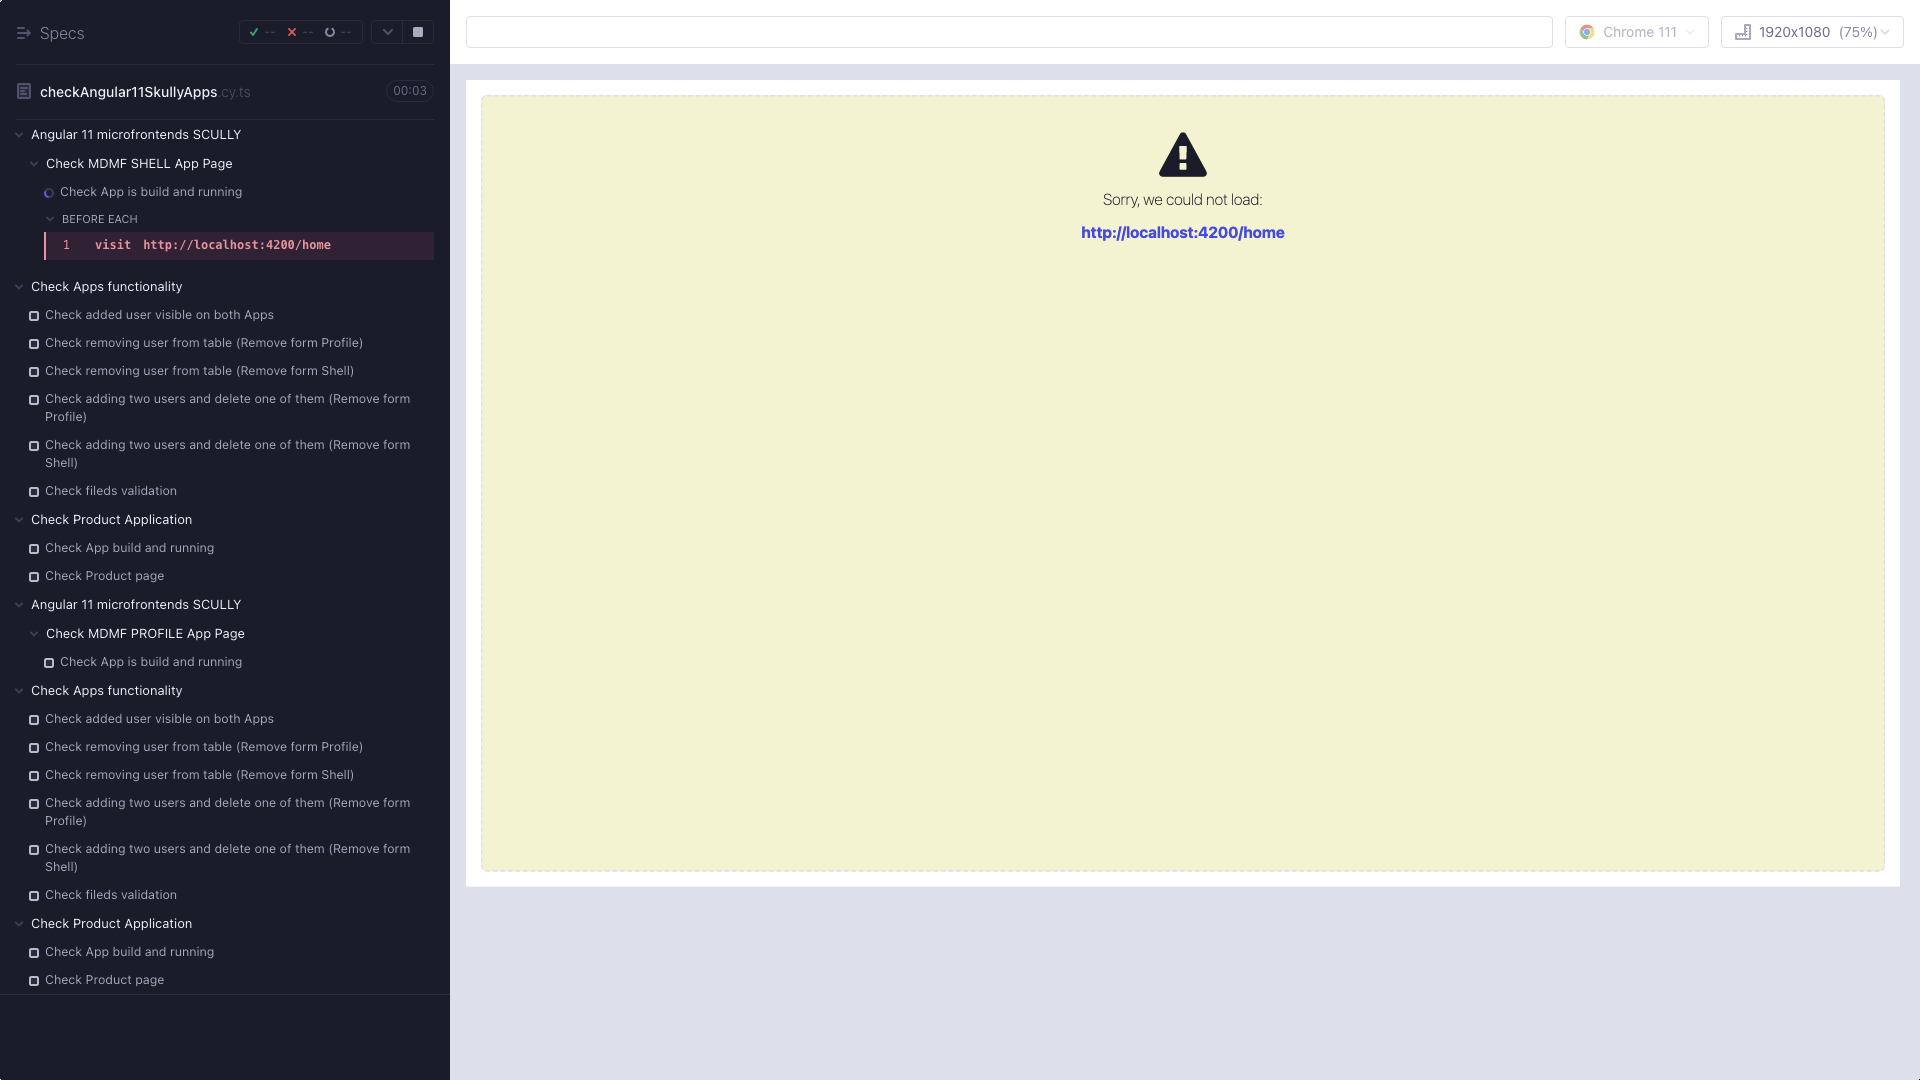 Specs
--
--
--
checkAngular11SkullyApps.cy.ts
00:03
Angular 11 microfrontends SCULLY
Check MDMF SHELL App Page
Check App is build and running
BEFORE EACH
1 visit http://localhost:4200/home
Check Apps functionality
Check added user visible on both Apps
Check removing user from table (Remove form Profile)
Check removing user from table (Remove form Shell)
Check adding two users and delete one of them (Remove form
Profile)
Check adding two users and delete one of them (Remove form
Shell)
Check fileds validation
Check Product Application
Check App build and running
Check Product page
Angular 11 microfrontends SCULLY
Check MDMF PROFILE App Page
Check App is build and running
Check Apps functionality
Check added user visible on both Apps
Check removing user from table (Remove form Profile)
Check removing user from table (Remove form Shell)
Check adding two users and delete one of them (Remove form
Profile)
Check adding two users and delete one of them (Remove form
Shell)
Check fileds validation
Check Product Application
Check App build and running
Check Product page
Chrome 111
1920x1080 (75%)
Sorry, we could not load:
http://localhost:4200/home